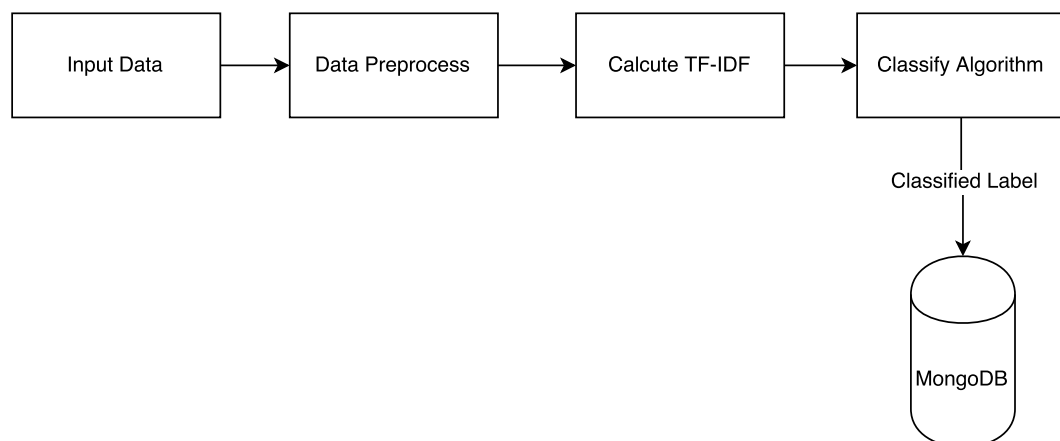 Input Data
Data Preprocess
Calcute TF-IDF
Classify Algorithm
Classified Label
MongoDB